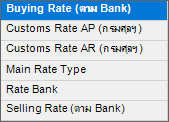 Buying Rate (ตาม Bank)
Customs Rate AP (กรมศุลฯ)
Customs Rate AR (กรมศุลฯ)
Main Rate Type
Rate Bank
Selling Rate (ตาม Bank)